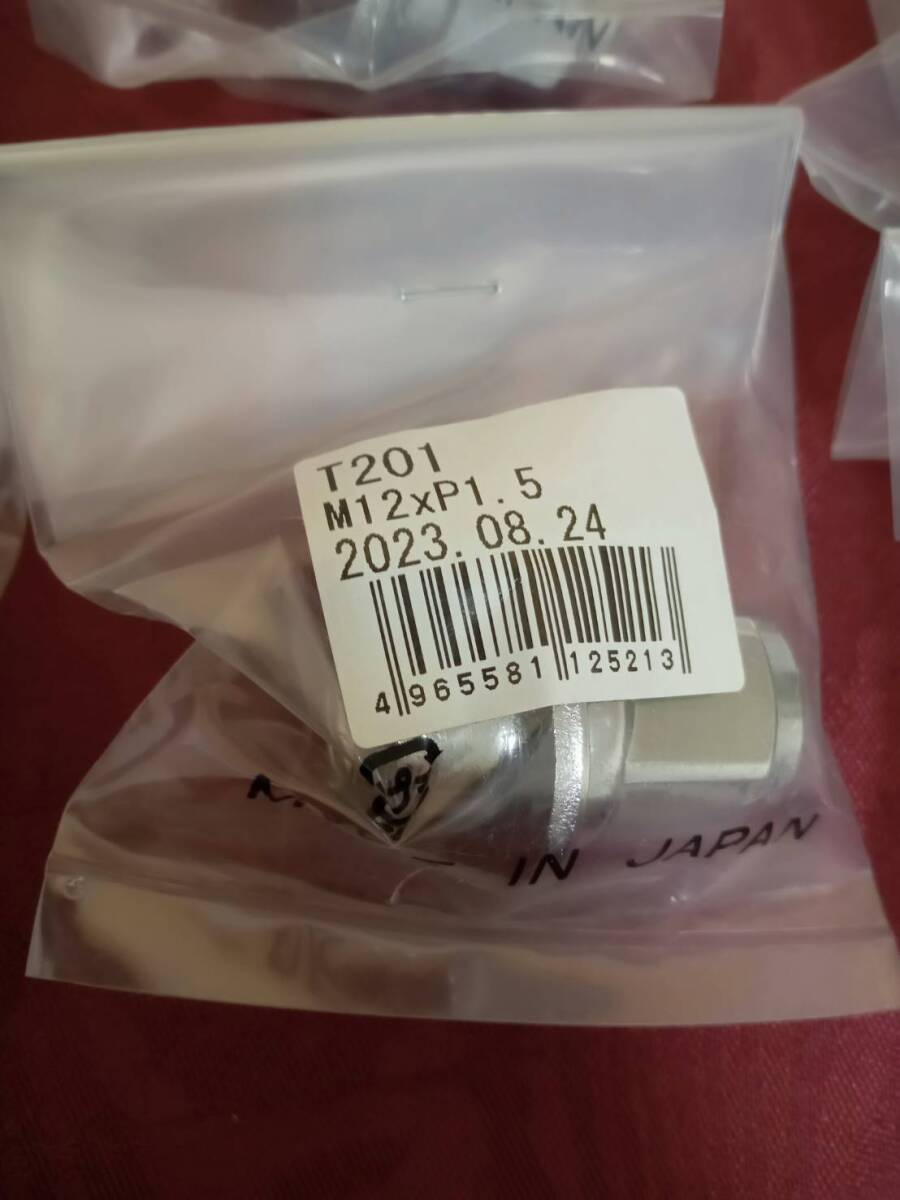 T201
M12xP1.5
2023.08.24
4 965581 125213
IN JAPAN